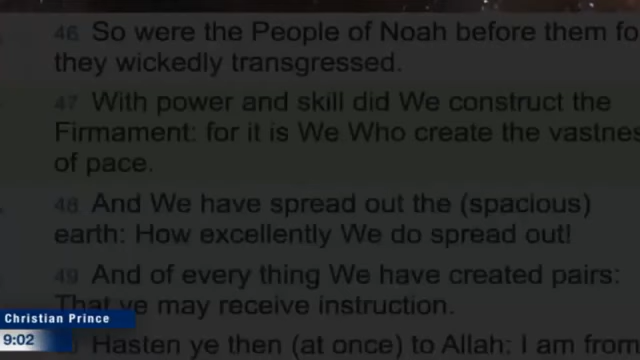 46 So were the People of Noah before them fo
they wickedly transgressed.
47 With power and skill did We construct the
Firmament: for it is We Who create the vastnes
of pace.
48 And We have spread out the (spacious)
earth: How excellently We do spread out!
49 And of every thing We have created pairs:
That ye may receive instruction.
Hasten ye then (at once) to Allah: I am from
Christian Prince
9:02